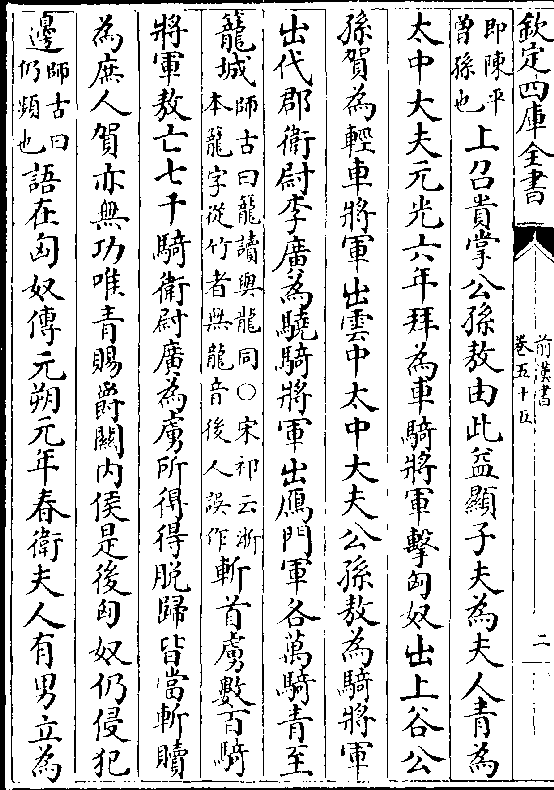 欽定四庫全書
前漢書
卷五十五
二
即陳平
曾孫也上召貴掌公孫敖由此益顯子夫為夫人青為
太中大夫元光六年拜為車騎將軍擊匈奴出上谷公
孫賀為輕車將軍出雲中太中大夫公孫敖為騎將軍
出代郡衛尉李廣為驍騎將軍出鴈門軍各萬騎青至
龍城師古曰籠讀與龍同○宋祁云浙
本龍字從竹者無龍音後人誤作斬首虜數百騎
將軍敖亡七千騎衛尉廣為虜所得得脫歸皆當斬贖
為庶人賀亦無功唯青賜爵關內侯是後匈奴仍侵犯
邊師古曰
仍頻也語在匈奴傳元朔元年春衛夫人有男立為